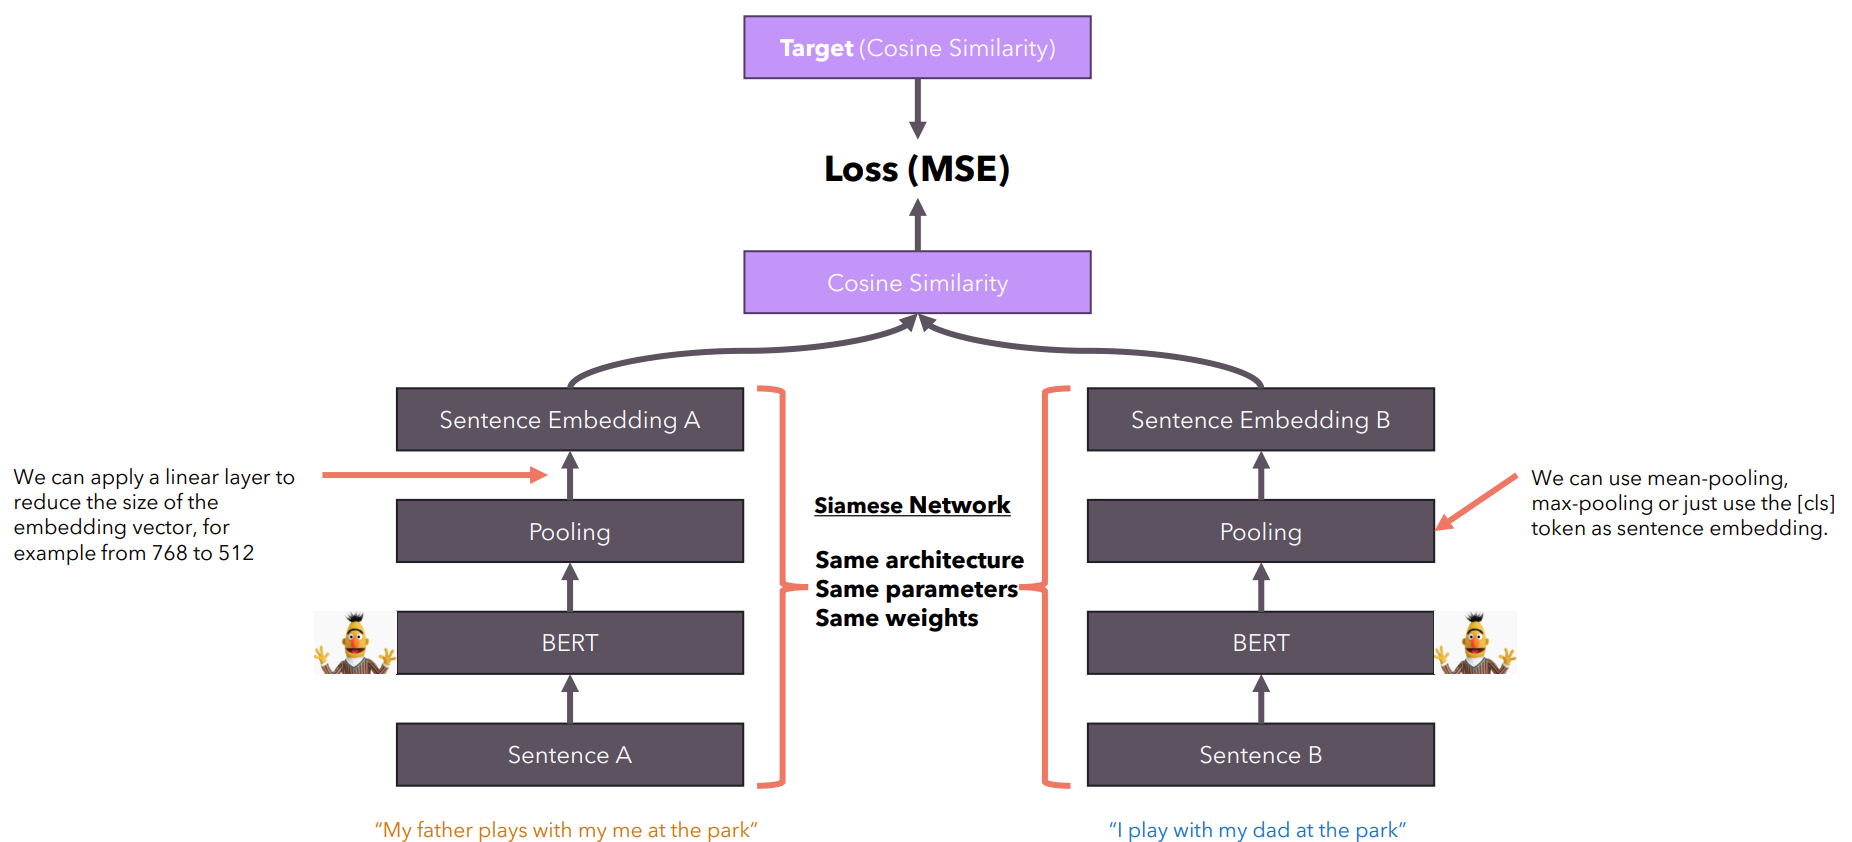 Target (Cosine Similarity)
Loss (MSE)
Cosine Similarity
Sentence Embedding A
Sentence Embedding B
We can apply a linear layer to
reduce the size of the
embedding vector, for
example from 768 to 512
Pooling
BERT
Sentence A
Siamese Network
Same architecture
Same parameters
Same weights
Pooling
BERT
Sentence B
We can use mean-pooling,
max-pooling or just use the [cls]
token as sentence embedding.
“My father plays with my me at the park”
“I play with my dad at the park”